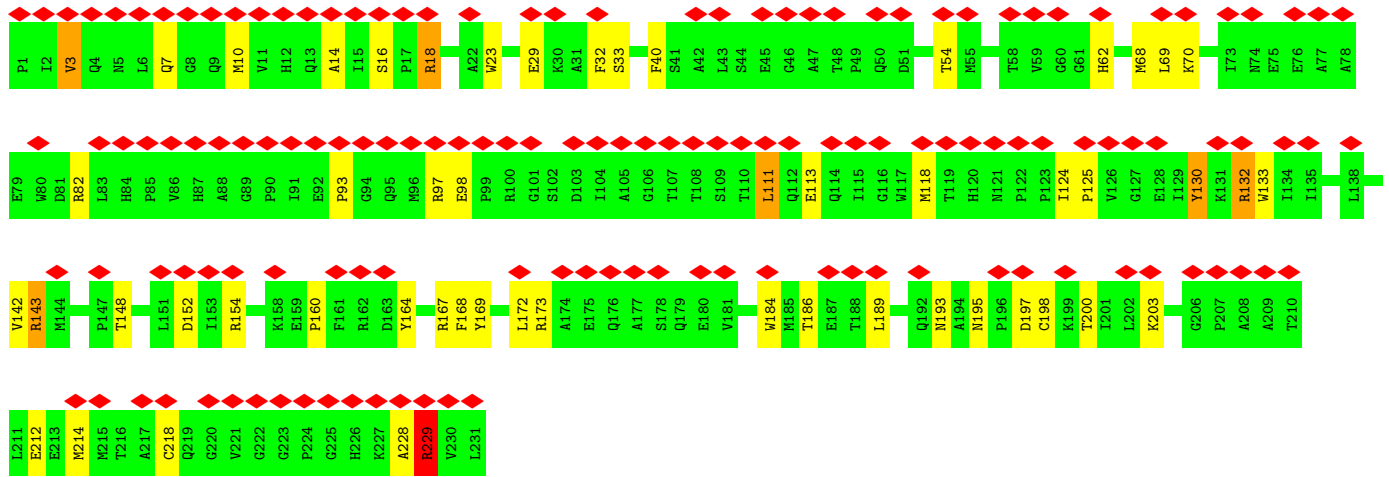 P1 I2 V3 Q4 N5 L6 Q7 G8 Q9 M10 V11 H12 Q13 A14 I15 S16 P17 R18 A22 W23 E29 K30 A31 F32 S33 F40 S41 A42 L43 S44 E45 G46 A47 T48 P49 Q50 D51 T54 M55 T58 V59 G60 G61 H62 M68 L69 K70 I73 N74 E75 E76 A77 A78
E79 W80 D81 R82 L83 H84 P85 V86 H87 A88 G89 P90 I91 E92 P93 G94 Q95 M96 R97 E98 P99 R100 G101 S102 D103 I104 A105 G106 T107 T108 S109 T110 L111 Q112 E113 Q114 I115 G116 W117 M118 T119 H120 N121 P122 P123 I124 P125 V126 G127 E128 I129 Y130 K131 R132 W133 I134 I135 L138
V142 R143 M144 P147 T148 L151 D152 I153 R154 K158 E159 P160 F161 R162 D163 Y164 R167 F168 Y169 L172 R173 A174 E175 Q176 A177 S178 Q179 E180 V181 W184 M185 T186 E187 T188 L189 Q192 N193 A194 N195 P196 D197 C198 K199 T200 I201 L202 K203 G206 P207 A208 A209 T210
L211 E212 E213 M214 M215 T216 A217 C218 Q219 G220 V221 G222 G223 P224 G225 H226 K227 A228 R229 V230 L231